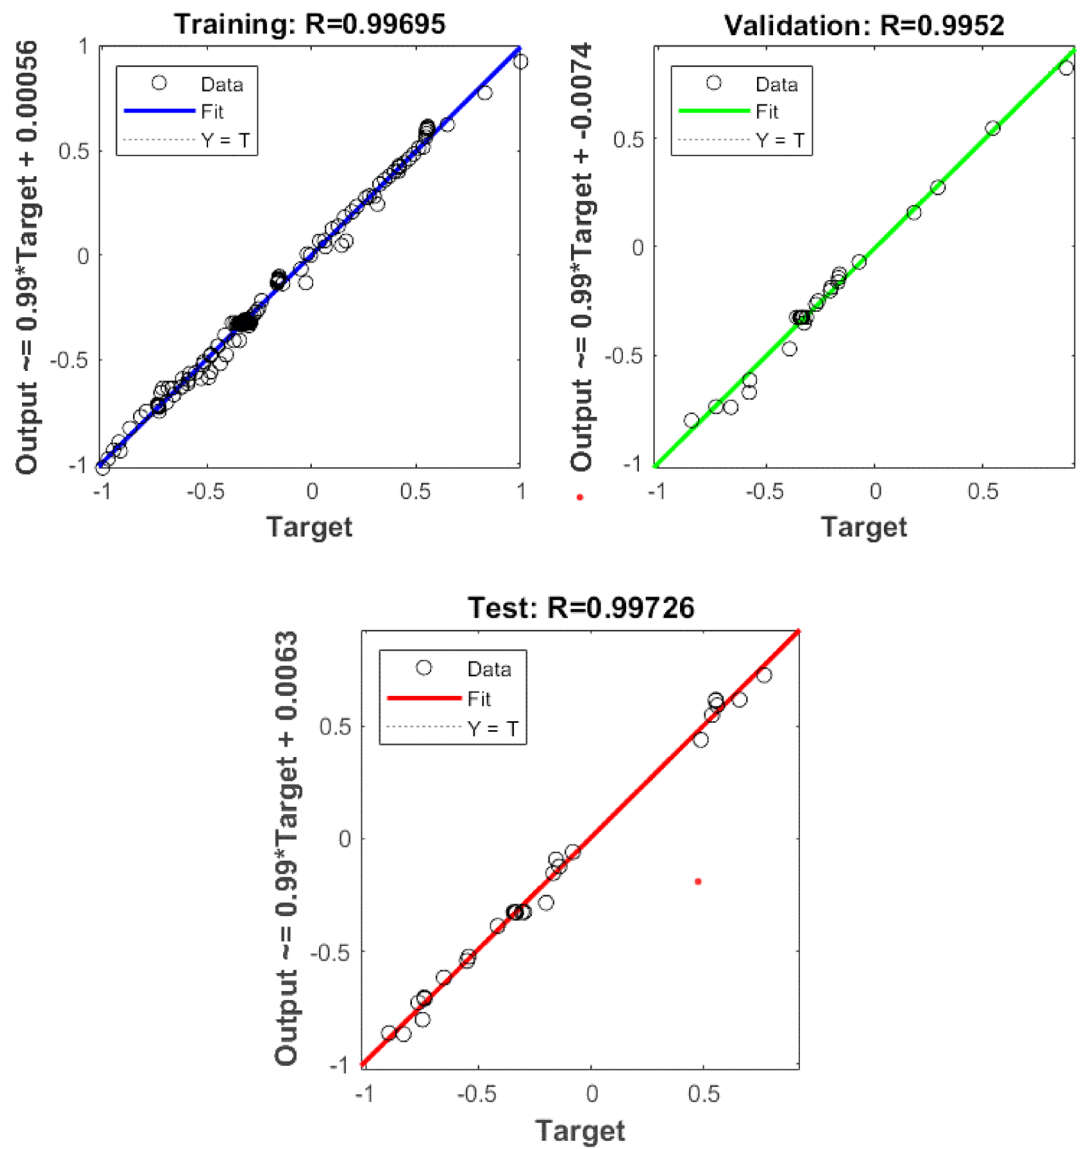 Training: R=0.99695
Output ~= 0.99*Target + 0.00056
Data
Fit
Y = T
1
0.5
0
-0.5
-1
-1
-0.5
0
0.5
1
Target
Validation: R=0.9952
Output ~= 0.99*Target + -0.0074
Data
Fit
Y = T
0.5
0
-0.5
-1
-1
-0.5
0
0.5
Target
Test: R=0.99726
Output ~= 0.99*Target + 0.0063
Data
Fit
Y = T
0.5
0
-0.5
-1
-1
-0.5
0
0.5
Target